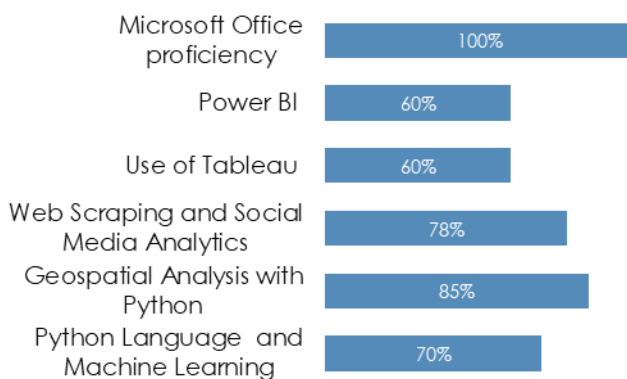 Microsoft Office
proficiency
100%
Power BI
60%
Use of Tableau
60%
Web Scraping and Social
Media Analytics
78%
Geospatial Analysis with
Python
85%
Python Language  and
Machine Learning
70%